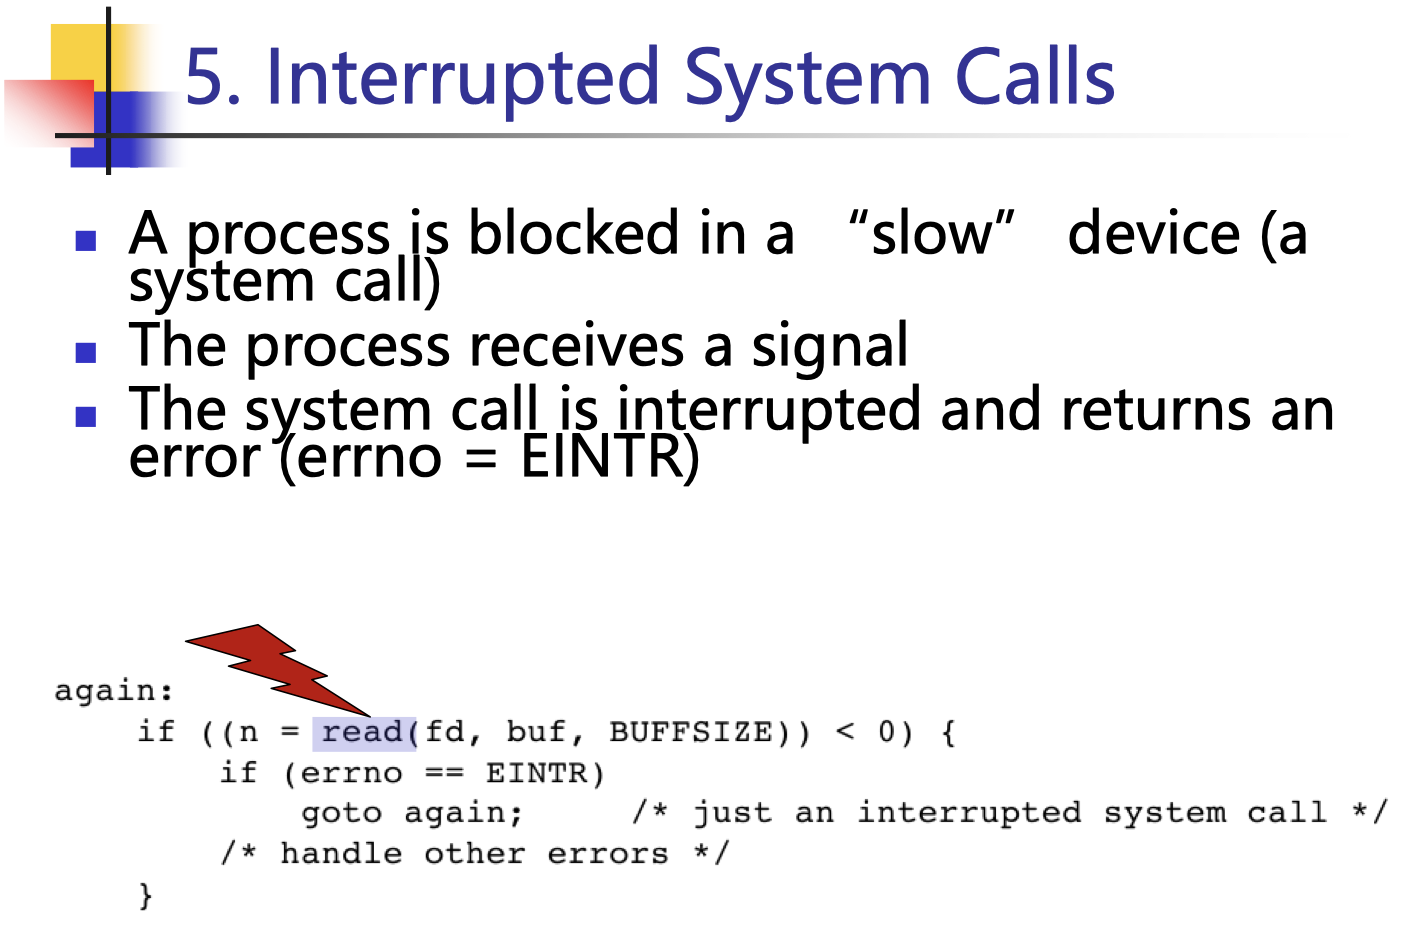 5. Interrupted System Calls
A process is blocked in a “slow” device (a
system call)
The process receives a signal
The system call is interrupted and returns an
error (errno = EINTR)
again:
    if ((n = read(fd, buf, BUFFSIZE)) < 0) {
        if (errno == EINTR)
            goto again;     /* just an interrupted system call */
        /* handle other errors */
    }